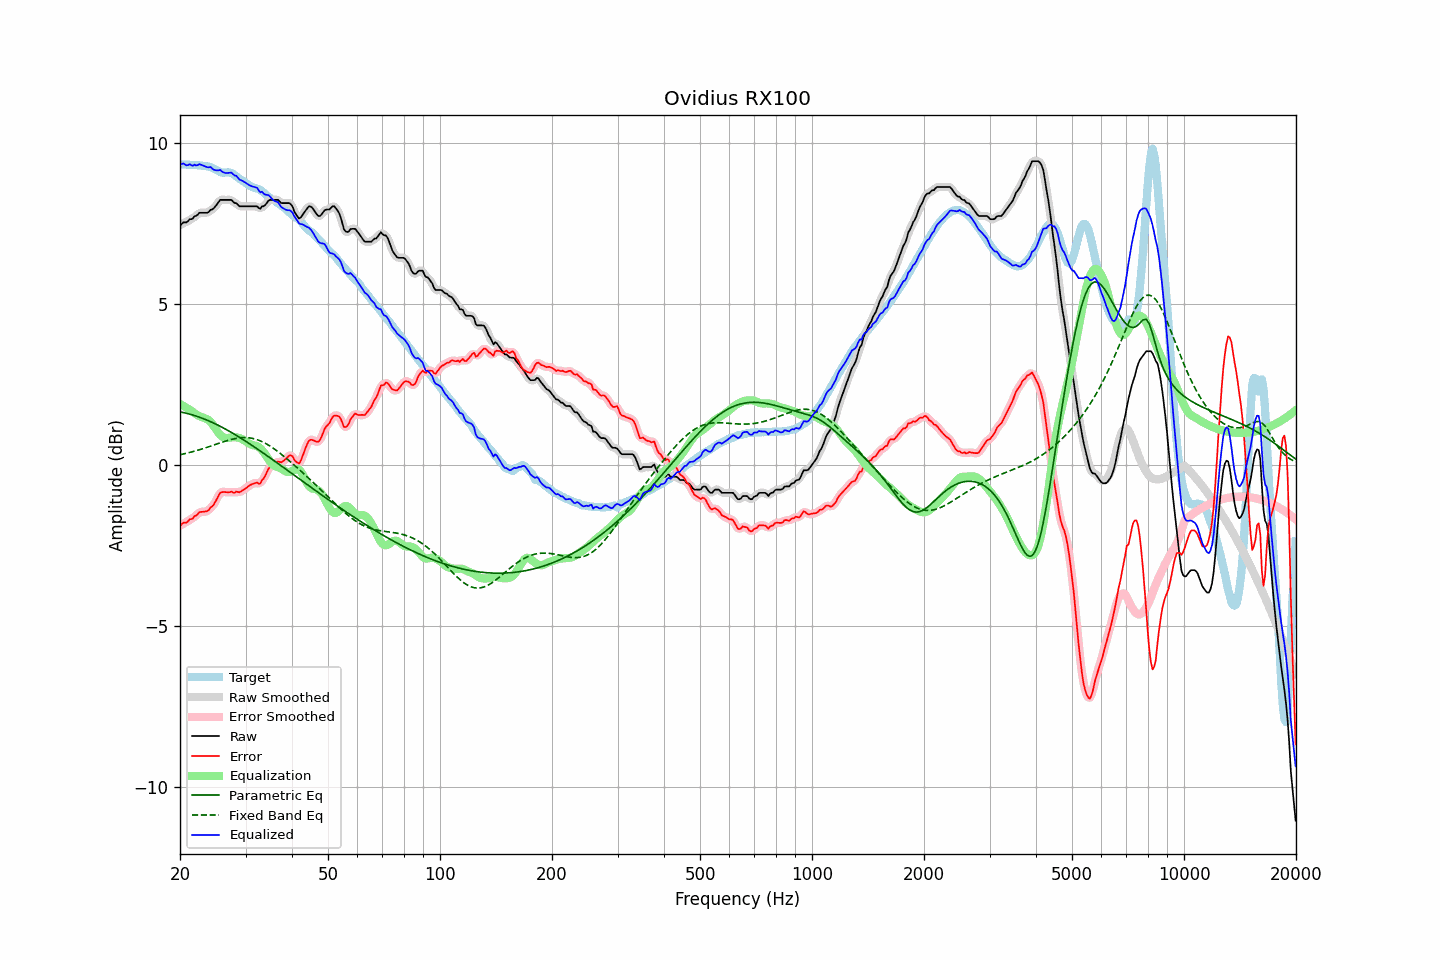 Ovidius RX100
Amplitude (dBr)
10
5
0
−5
−10
Target
Raw Smoothed
Error Smoothed
Raw
Error
Equalization
Parametric Eq
Fixed Band Eq
Equalized
20 50 100 200 500 1000 2000 5000 10000 20000
Frequency (Hz)